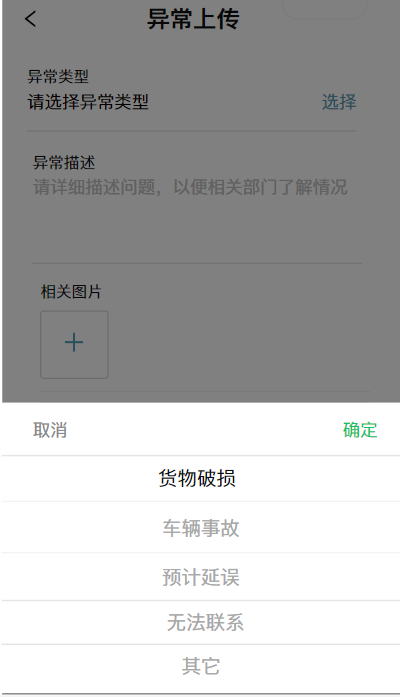 异常上传
异常类型
请选择异常类型 选择
异常描述
请详细描述问题，以便相关部门了解情况
相关图片
取消 确定
货物破损
车辆事故
预计延误
无法联系
其它